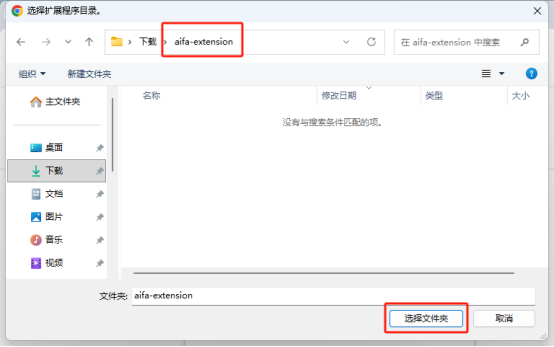 选择扩展程序目录。
下载 › aifa-extension
在 aifa-extension 中搜索
组织 新建文件夹
名称 修改日期 类型 大小
没有与搜索条件匹配的项。
主文件夹
桌面
下载
文档
图片
音乐
视频
文件夹: aifa-extension
选择文件夹 取消